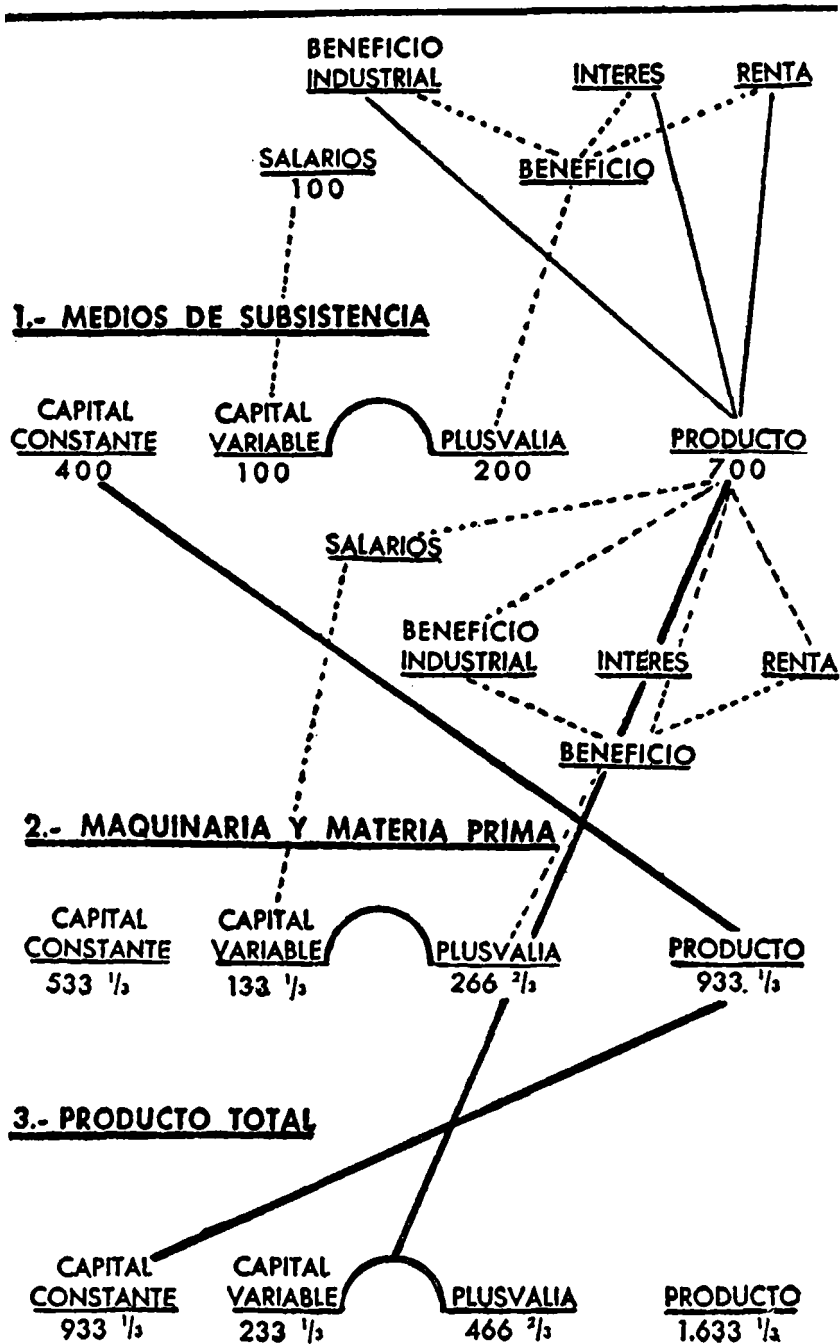 BENEFICIO
INDUSTRIAL
INTERES
RENTA
SALARIOS
100
BENEFICIO
1.- MEDIOS DE SUBSISTENCIA
CAPITAL
CONSTANTE
400
CAPITAL
VARIABLE
100
PLUSVALIA
200
PRODUCTO
700
SALARIOS
BENEFICIO
INDUSTRIAL
INTERES
RENTA
BENEFICIO
2.- MAQUINARIA Y MATERIA PRIMA
CAPITAL
CONSTANTE
533 1/3
CAPITAL
VARIABLE
133 1/3
PLUSVALIA
266 2/3
PRODUCTO
933. 1/3
3.- PRODUCTO TOTAL
CAPITAL
CONSTANTE
933 1/3
CAPITAL
VARIABLE
233 1/3
PLUSVALIA
466 2/3
PRODUCTO
1.633 1/3